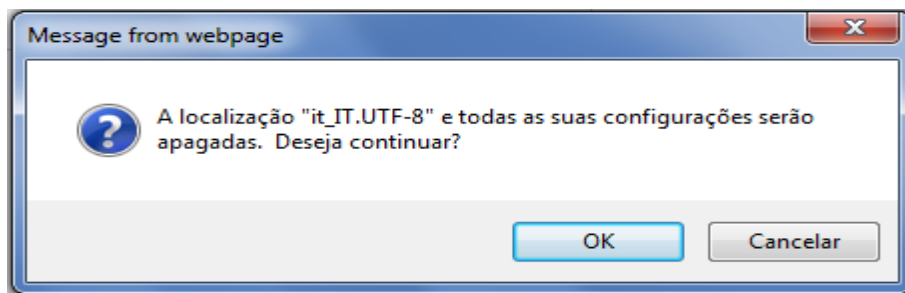 Message from webpage
A localização "it_IT.UTF-8" e todas as suas configurações serão
apagadas.  Deseja continuar?
OK
Cancelar